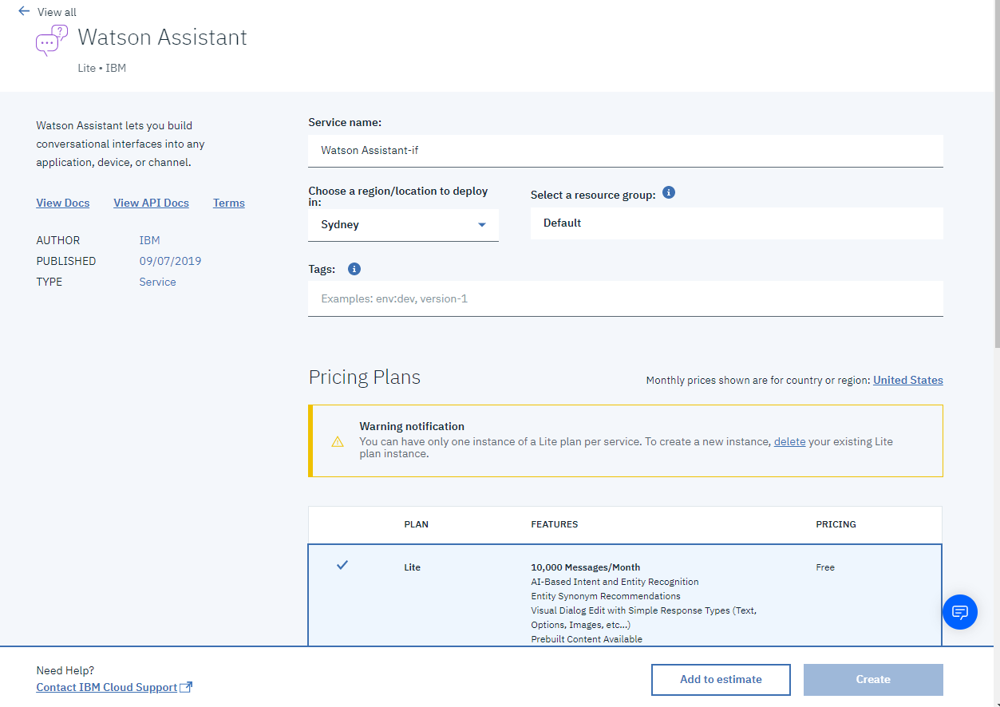 View all
Watson Assistant
Lite • IBM
Watson Assistant lets you build
conversational interfaces into any
application, device, or channel.
View Docs View API Docs Terms
AUTHOR IBM
PUBLISHED 09/07/2019
TYPE Service
Service name:
Watson Assistant-if
Choose a region/location to deploy
in:
Sydney
Select a resource group:
Default
Tags:
Examples: env:dev, version-1
Pricing Plans
Monthly prices shown are for country or region: United States
Warning notification
You can have only one instance of a Lite plan per service. To create a new instance, delete your existing Lite
plan instance.
PLAN FEATURES PRICING
Lite 10,000 Messages/Month Free
AI-Based Intent and Entity Recognition
Entity Synonym Recommendations
Visual Dialog Edit with Simple Response Types (Text,
Options, Images, etc...)
Prebuilt Content Available
Need Help?
Contact IBM Cloud Support
Add to estimate
Create